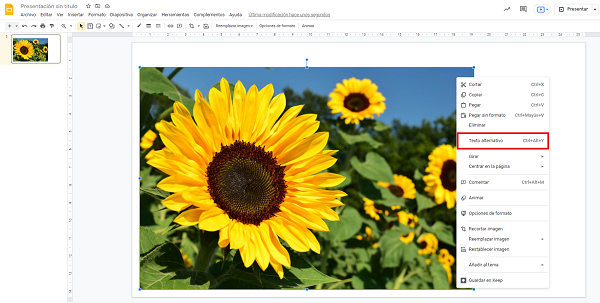 Presentación sin título
Archivo Editar Ver Insertar Formato Diapositiva Organizar Herramientas Complementos Ayuda Última modificación hace unos segundos
Presentar
Reemplazar imagen Opciones de formato Animar
1
Cortar Ctrl+X
Copiar Ctrl+C
Pegar Ctrl+V
Pegar sin formato Ctrl+Mayús+V
Eliminar
Texto alternativo Ctrl+Alt+Y
Girar
Centrar en la página
Comentar Ctrl+Alt+M
Animar
Opciones de formato
Recortar imagen
Reemplazar imagen
Restablecer imagen
Añadir al tema
Guardar en Keep